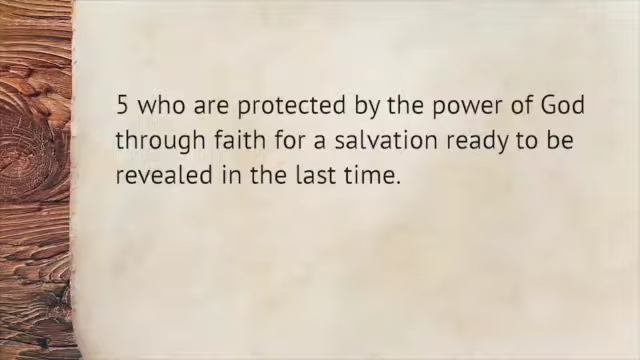 5 who are protected by the power of God
through faith for a salvation ready to be
revealed in the last time.